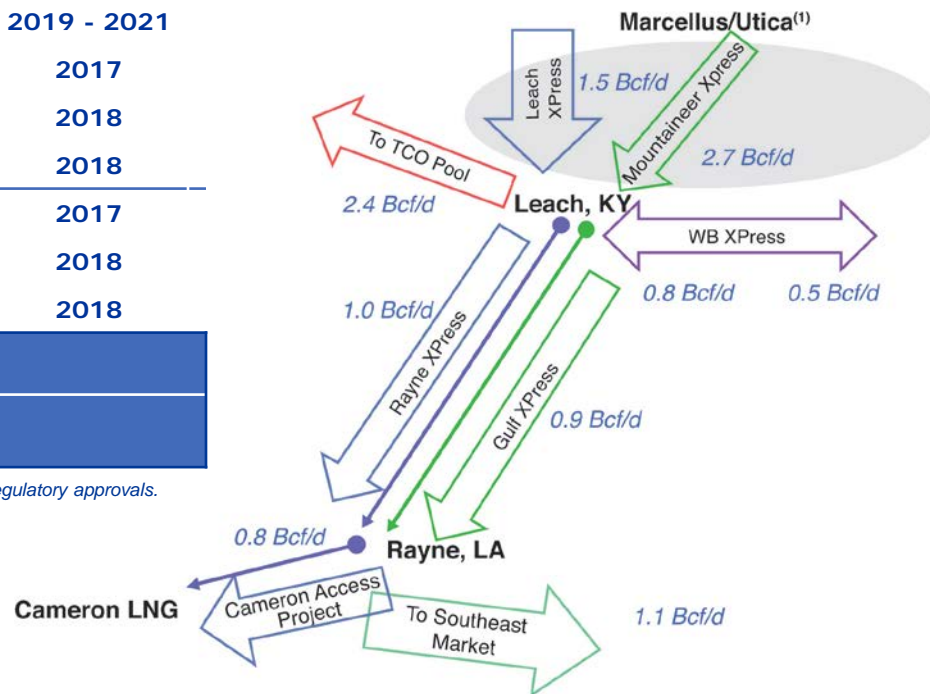 2019 - 2021
2017
2018
2018
2017
2018
2018
egulatory approvals.
Marcellus/Utica(1)
Leach
XPress
1.5 Bcf/d
Mountaineer Xpress
2.7 Bcf/d
To TCO Pool
2.4 Bcf/d
Leach, KY
WB XPress
0.8 Bcf/d
0.5 Bcf/d
1.0 Bcf/d
Rayne XPress
Gulf XPress
0.9 Bcf/d
0.8 Bcf/d
Rayne, LA
Cameron LNG
Cameron Access
Project
To Southeast
Market
1.1 Bcf/d